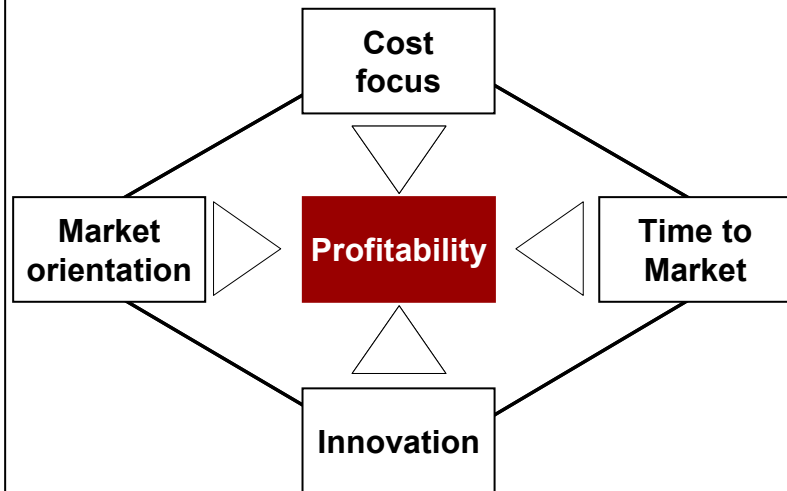 Cost
focus
Market
orientation
Profitability
Time to
Market
Innovation